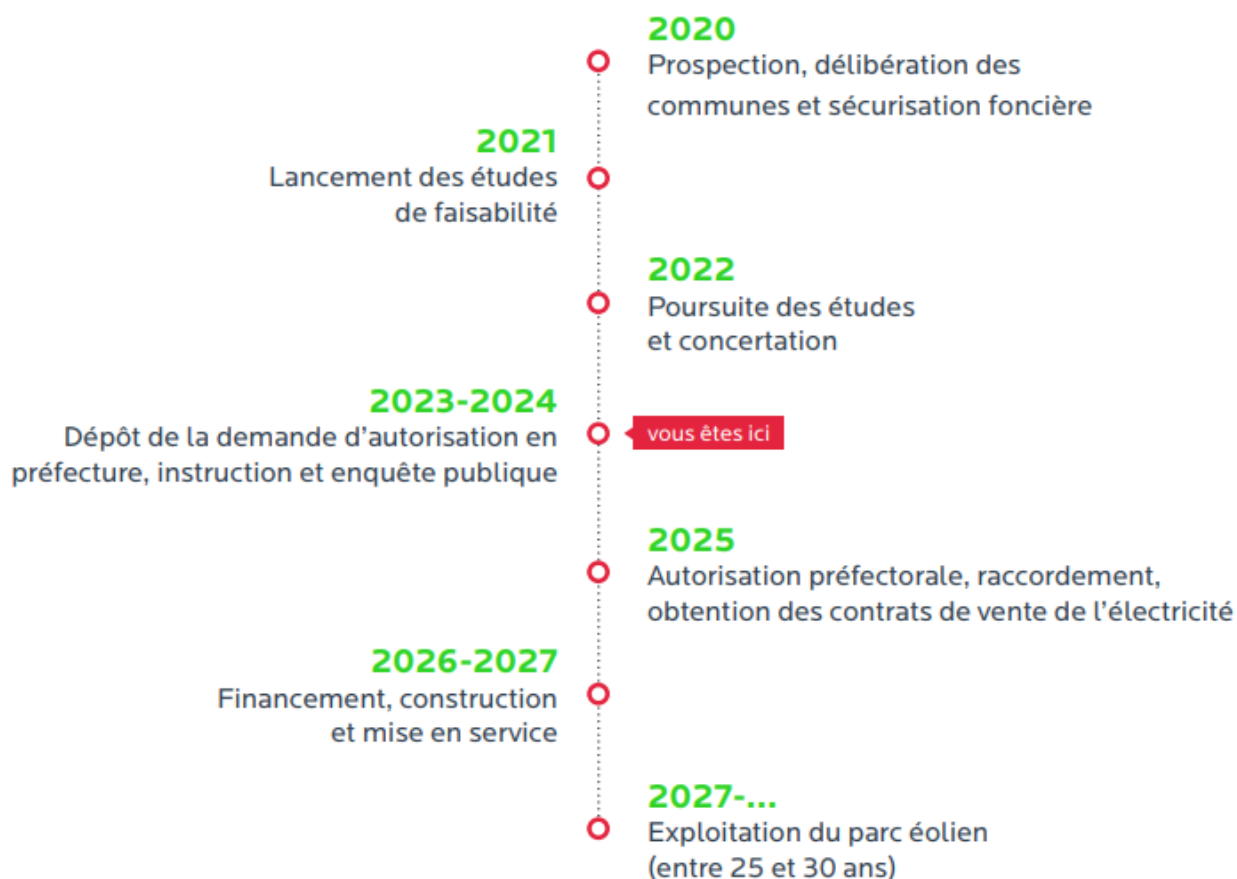 2020
Prospection, délibération des
communes et sécurisation foncière
2021
Lancement des études
de faisabilité
2022
Poursuite des études
et concertation
2023-2024
Dépôt de la demande d’autorisation en
préfecture, instruction et enquête publique
vous êtes ici
2025
Autorisation préfectorale, raccordement,
obtention des contrats de vente de l’électricité
2026-2027
Financement, construction
et mise en service
2027-...
Exploitation du parc éolien
(entre 25 et 30 ans)